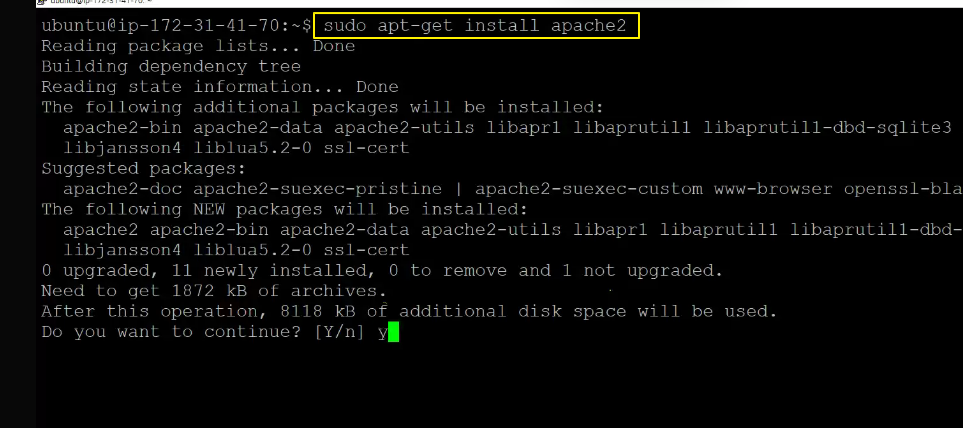 ubuntu@ip-172-31-41-70: ~
ubuntu@ip-172-31-41-70:~$ sudo apt-get install apache2
Reading package lists... Done
Building dependency tree
Reading state information... Done
The following additional packages will be installed:
apache2-bin apache2-data apache2-utils libapr1 libaprutil1 libaprutil1-dbd-sqlite3
libjansson4 liblua5.2-0 ssl-cert
Suggested packages:
apache2-doc apache2-suexec-pristine | apache2-suexec-custom www-browser openssl-bla
The following NEW packages will be installed:
apache2 apache2-bin apache2-data apache2-utils libapr1 libaprutil1 libaprutil1-dbd-
libjansson4 liblua5.2-0 ssl-cert
0 upgraded, 11 newly installed, 0 to remove and 1 not upgraded.
Need to get 1872 kB of archives.
After this operation, 8118 kB of additional disk space will be used.
Do you want to continue? [Y/n] y